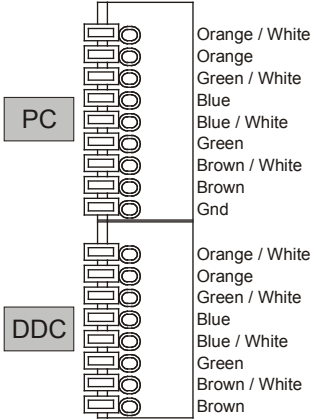 PC
Orange / White
Orange
Green / White
Blue
Blue / White
Green
Brown / White
Brown
Gnd
DDC
Orange / White
Orange
Green / White
Blue
Blue / White
Green
Brown / White
Brown